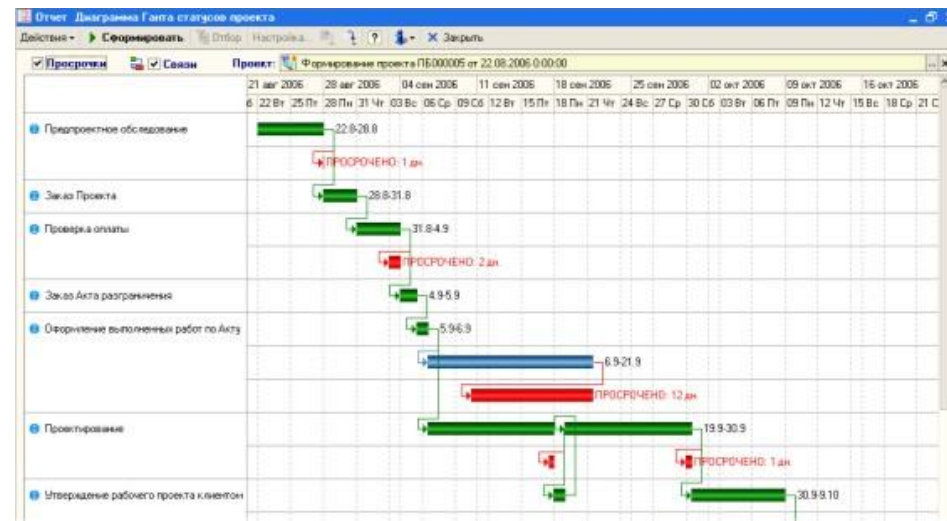 Отчет Диаграмма Ганта статусов проекта
Действия Сформировать Отбор Настройка... Закрыть
Просрочки Связи Проект: Формирование проекта ПБ000005 от 22.08.2006 0:00:00
21 авг 2006 28 авг 2006 04 сен 2006 11 сен 2006 18 сен 2006 25 сен 2006 02 окт 2006 09 окт 2006 16 окт 2006
6 22 Вт 25 Пт 28 Пн 31 Чт 03 Вс 06 Ср 09 Сб 12 Вт 15 Пт 18 Пн 21 Чт 24 Вс 27 Ср 30 Сб 03 Вт 06 Пт 09 Пн 12 Чт 15 Вс 18 Ср 21 С
Предпроектное обследование 22.8-28.8
ПРОСРОЧЕНО: 1 дн.
Заказ Проекта 28.8-31.8
Проверка оплаты 31.8-4.9
ПРОСРОЧЕНО: 2 дн.
Заказ Акта разграничения 4.9-5.9
Оформление выполненных работ по Акту 5.9-6.9
6.9-21.9
ПРОСРОЧЕНО: 12 дн.
Проектирование 19.9-30.9
ПРОСРОЧЕНО: 1 дн.
Утверждение рабочего проекта клиентом 30.9-9.10